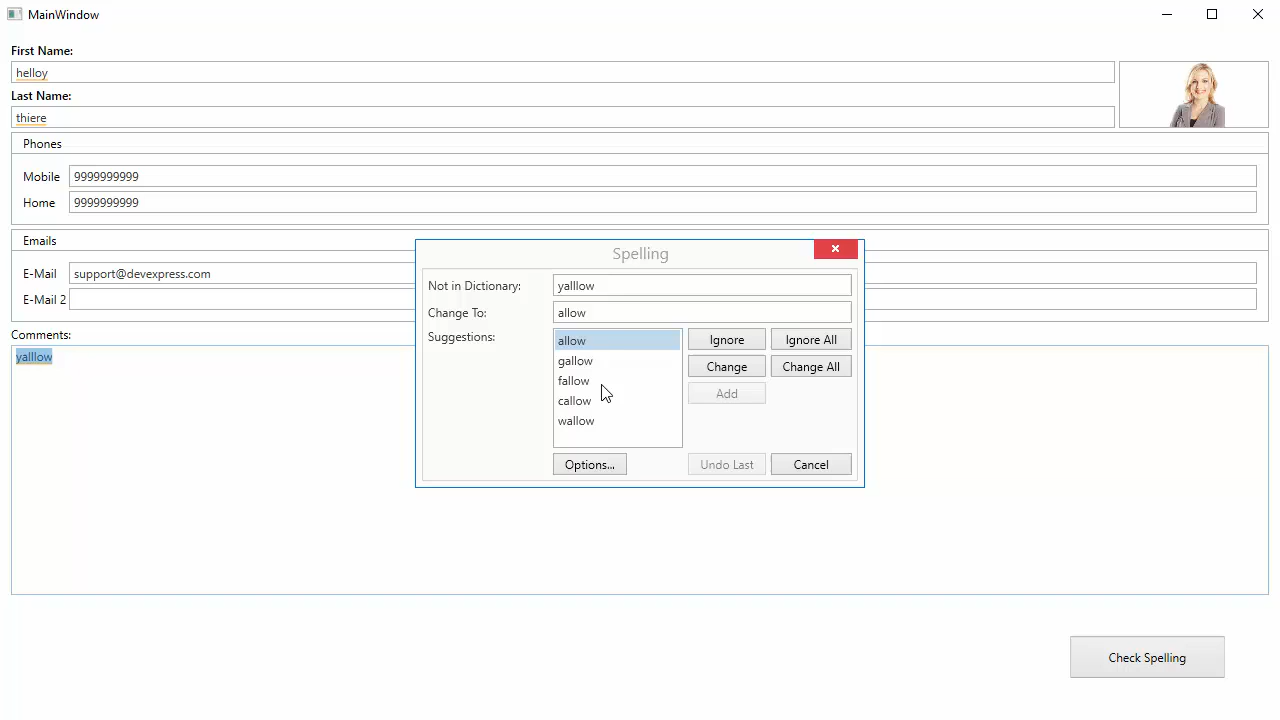 MainWindow
First Name:
helloy
Last Name:
thiere
Phones
Mobile 9999999999
Home 9999999999
Emails
E-Mail support@devexpress.com
E-Mail 2
Comments:
yalllow
Spelling
Not in Dictionary: yalllow
Change To: allow
Suggestions:
allow
gallow
fallow
callow
wallow
Ignore Ignore All
Change Change All
Add
Options... Undo Last Cancel
Check Spelling